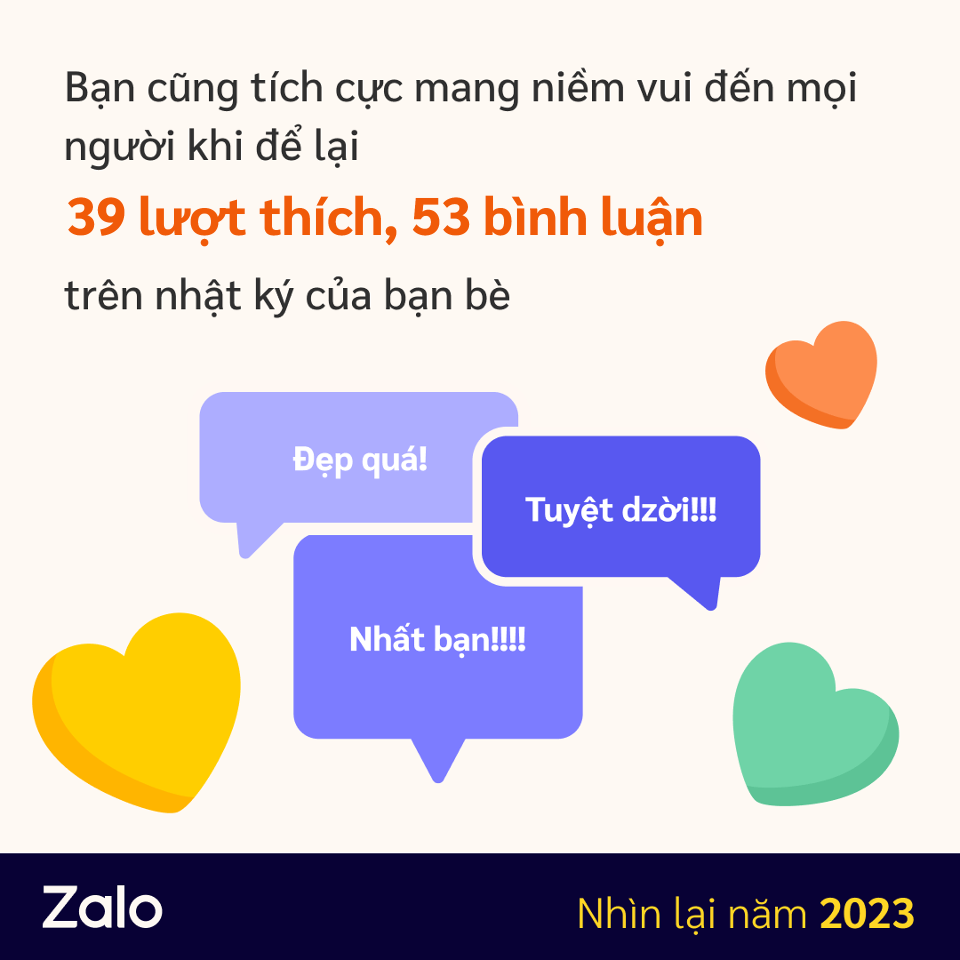 Bạn cũng tích cực mang niềm vui đến mọi
người khi để lại
39 lượt thích, 53 bình luận
trên nhật ký của bạn bè
Đẹp quá!
Tuyệt dzời!!!
Nhất bạn!!!!
Zalo
Nhìn lại năm 2023